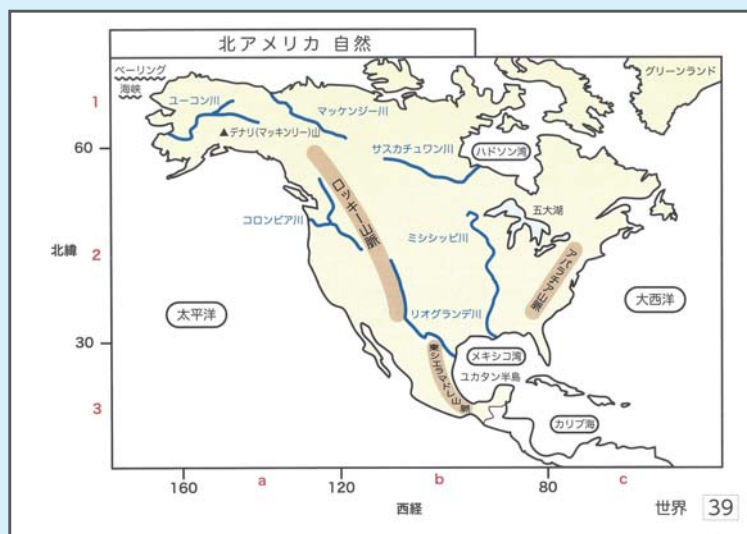 北アメリカ 自然
ベーリング
海峡
グリーンランド
1
ユーコン川
マッケンジー川
▲デナリ(マッキンリー)山
60
サスカチュワン川
ハドソン湾
ロッキー山脈
コロンビア川
五大湖
北緯
2
ミシシッピ川
アパラチア山脈
太平洋
大西洋
リオグランデ川
30
メキシコ湾
東シエラマドレ山脈
ユカタン半島
3
カリブ海
160
a
120
b
80
c
西経
世界 39